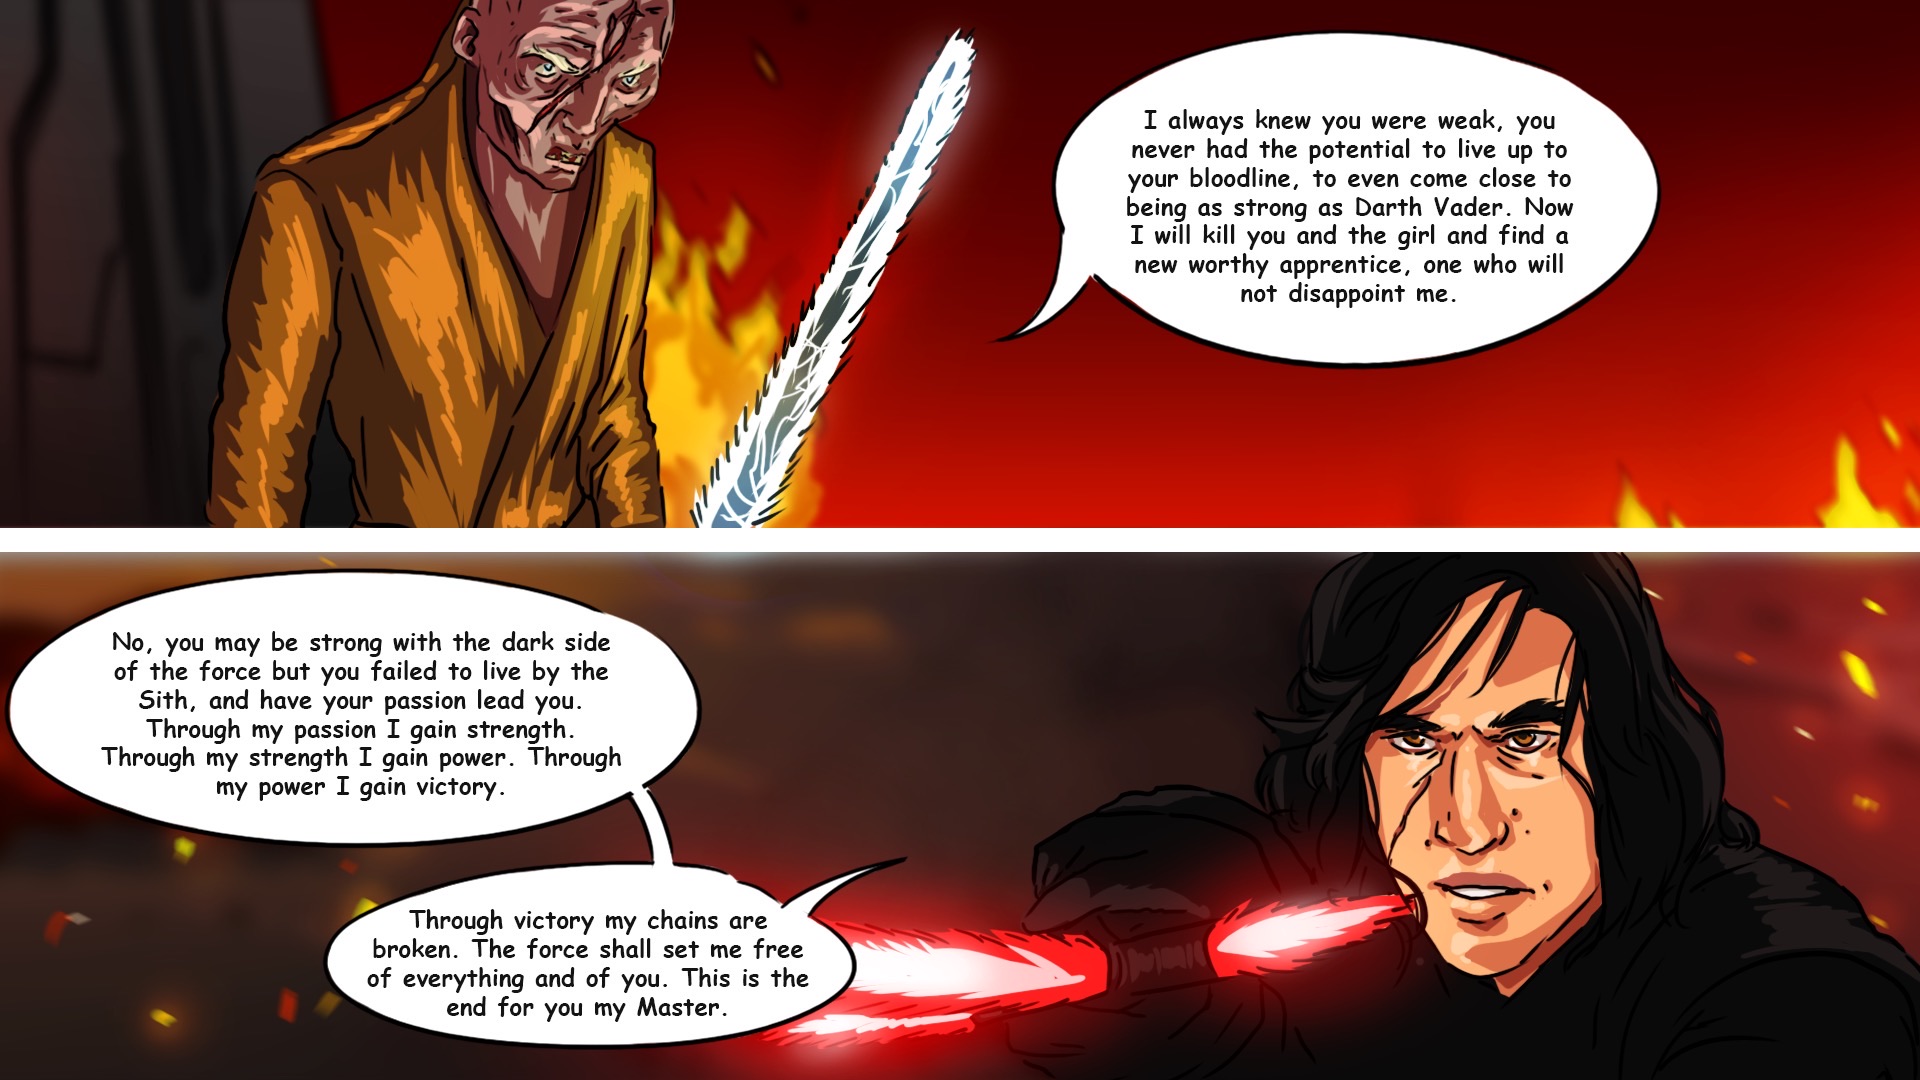 I always knew you were weak, you
never had the potential to live up to
your bloodline, to even come close to
being as strong as Darth Vader. Now
I will kill you and the girl and find a
new worthy apprentice, one who will
not disappoint me.
No, you may be strong with the dark side
of the force but you failed to live by the
Sith, and have your passion lead you.
Through my passion I gain strength.
Through my strength I gain power. Through
my power I gain victory.
Through victory my chains are
broken. The force shall set me free
of everything and of you. This is the
end for you my Master.